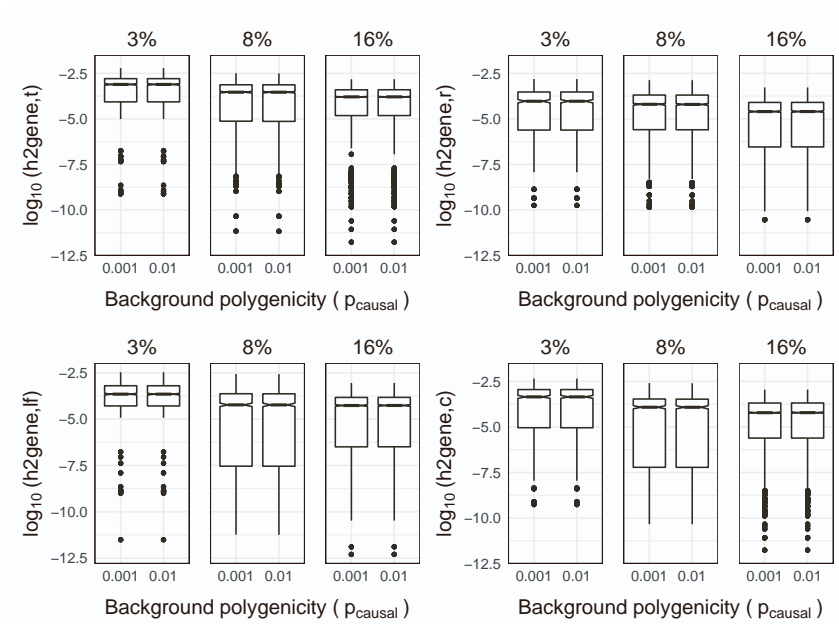 3% 8% 16%
log10 (h2gene,t)
−2.5
−5.0
−7.5
−10.0
−12.5
0.001 0.01 0.001 0.01 0.001 0.01
Background polygenicity ( pcausal )
3% 8% 16%
log10 (h2gene,r)
−2.5
−5.0
−7.5
−10.0
−12.5
0.001 0.01 0.001 0.01 0.001 0.01
Background polygenicity ( pcausal )
3% 8% 16%
log10 (h2gene,lf)
−2.5
−5.0
−7.5
−10.0
−12.5
0.001 0.01 0.001 0.01 0.001 0.01
Background polygenicity ( pcausal )
3% 8% 16%
log10 (h2gene,c)
−2.5
−5.0
−7.5
−10.0
−12.5
0.001 0.01 0.001 0.01 0.001 0.01
Background polygenicity ( pcausal )